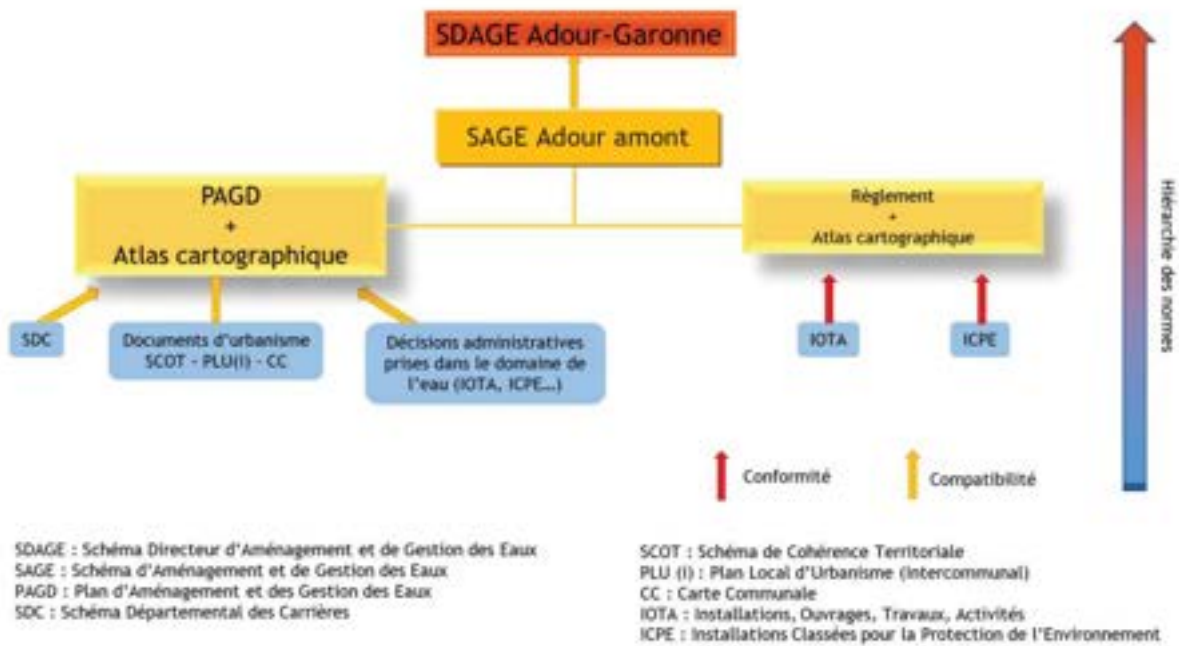 SDAGE Adour-Garonne
SAGE Adour amont
PAGD
+
Atlas cartographique
Règlement
+
Atlas cartographique
SDC
Documents d'urbanisme
SCOT - PLU(i) - CC
Décisions administratives
prises dans le domaine de
l'eau (IOTA, ICPE…)
IOTA
ICPE
Hiérarchie des normes
Conformité
Compatibilité
SDAGE : Schéma Directeur d'Aménagement et de Gestion des Eaux
SAGE : Schéma d'Aménagement et de Gestion des Eaux
PAGD : Plan d'Aménagement et des Gestion des Eaux
SDC : Schéma Départemental des Carrières
SCOT : Schéma de Cohérence Territoriale
PLU (i) : Plan Local d'Urbanisme (Intercommunal)
CC : Carte Communale
IOTA : Installations, Ouvrages, Travaux, Activités
ICPE : Installations Classées pour la Protection de l'Environnement